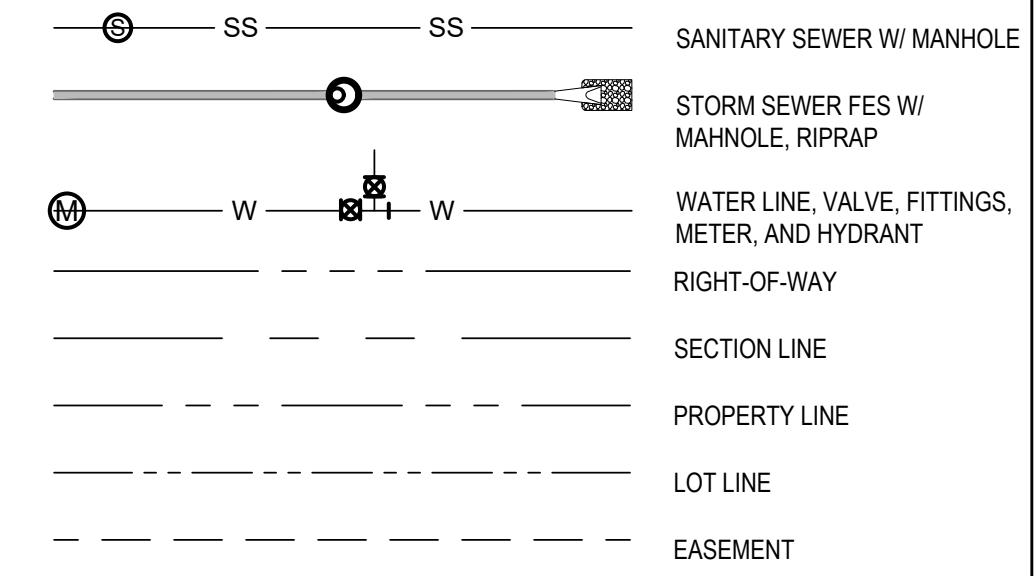 S SS SS SANITARY SEWER W/ MANHOLE
STORM SEWER FES W/
MAHNOLE, RIPRAP
M W W WATER LINE, VALVE, FITTINGS,
METER, AND HYDRANT
RIGHT-OF-WAY
SECTION LINE
PROPERTY LINE
LOT LINE
EASEMENT